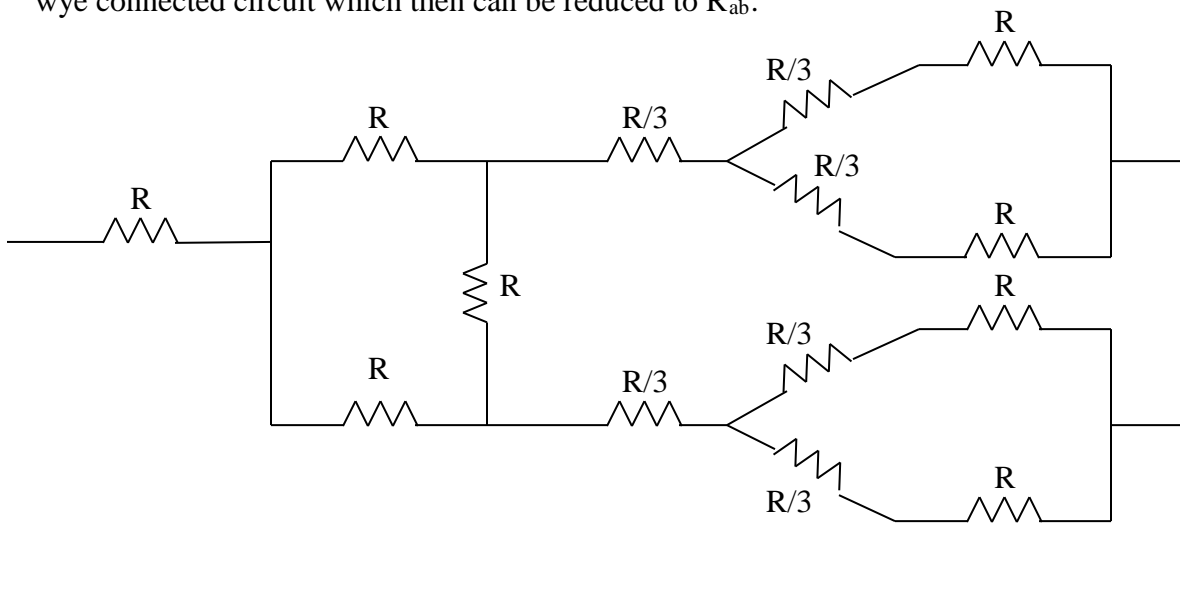 wye connected circuit which then can be reduced to Rab.
R
R/3
R
R/3
R/3
R
R
R
R
R/3
R
R/3
R
R/3
R